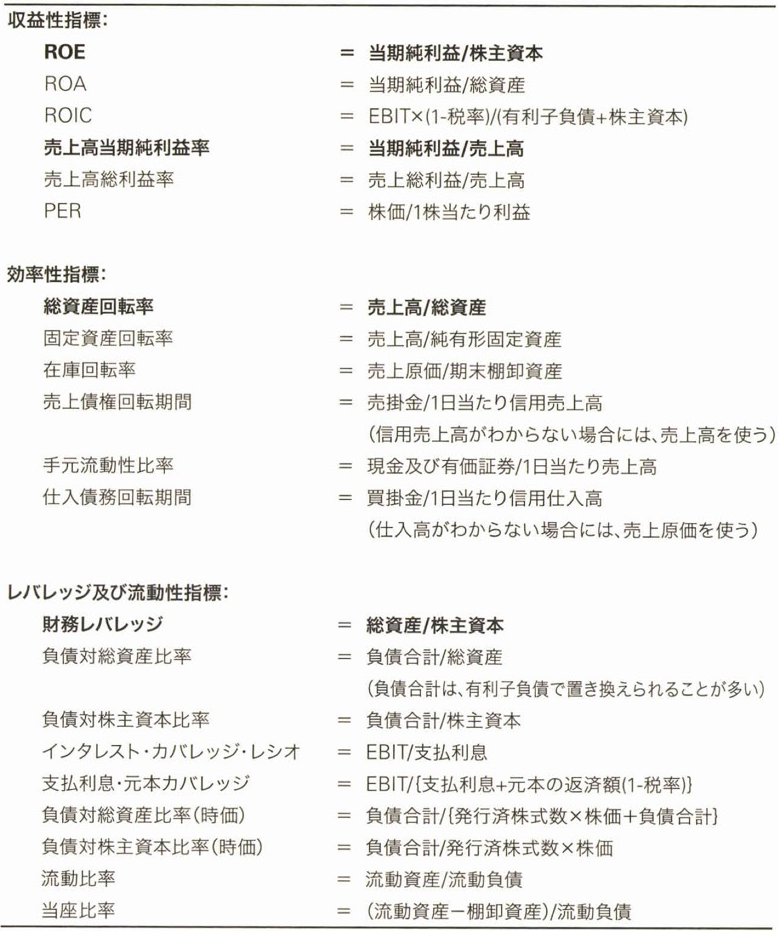 収益性指標：
ROE = 当期純利益/株主資本
ROA = 当期純利益/総資産
ROIC = EBIT×(1-税率)/(有利子負債+株主資本)
売上高当期純利益率 = 当期純利益/売上高
売上高総利益率 = 売上総利益/売上高
PER = 株価/1株当たり利益
効率性指標：
総資産回転率 = 売上高/総資産
固定資産回転率 = 売上高/純有形固定資産
在庫回転率 = 売上原価/期末棚卸資産
売上債権回転期間 = 売掛金/1日当たり信用売上高
（信用売上高がわからない場合には、売上高を使う）
手元流動性比率 = 現金及び有価証券/1日当たり売上高
仕入債務回転期間 = 買掛金/1日当たり信用仕入高
（仕入高がわからない場合には、売上原価を使う）
レバレッジ及び流動性指標：
財務レバレッジ = 総資産/株主資本
負債対総資産比率 = 負債合計/総資産
（負債合計は、有利子負債で置き換えられることが多い）
負債対株主資本比率 = 負債合計/株主資本
インタレスト・カバレッジ・レシオ = EBIT/支払利息
支払利息・元本カバレッジ = EBIT/{支払利息+元本の返済額(1-税率)}
負債対総資産比率（時価） = 負債合計/{発行済株式数×株価＋負債合計}
負債対株主資本比率（時価） = 負債合計/発行済株式数×株価
流動比率 = 流動資産/流動負債
当座比率 = （流動資産－棚卸資産）/流動負債